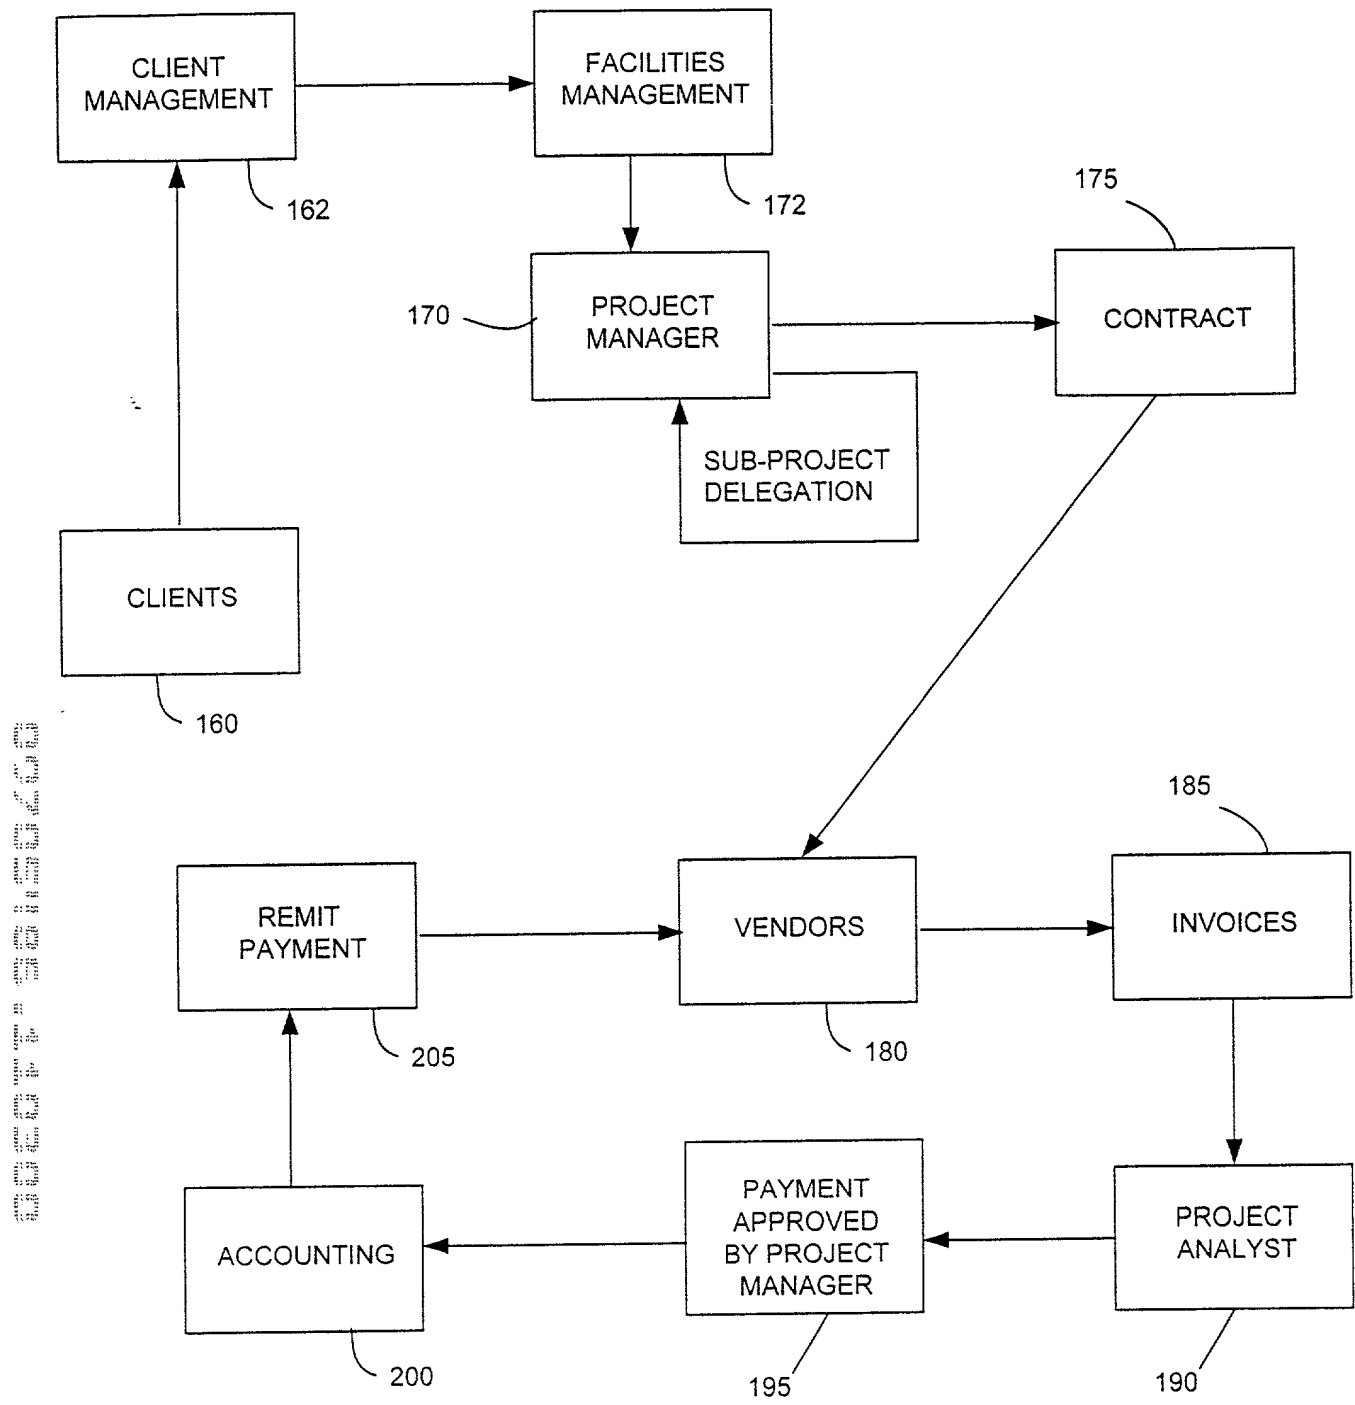 CLIENT
MANAGEMENT
162
FACILITIES
MANAGEMENT
172
175
170
PROJECT
MANAGER
CONTRACT
SUB-PROJECT
DELEGATION
CLIENTS
160
185
REMIT
PAYMENT
205
VENDORS
180
INVOICES
ACCOUNTING
200
PAYMENT
APPROVED
BY PROJECT
MANAGER
195
PROJECT
ANALYST
190